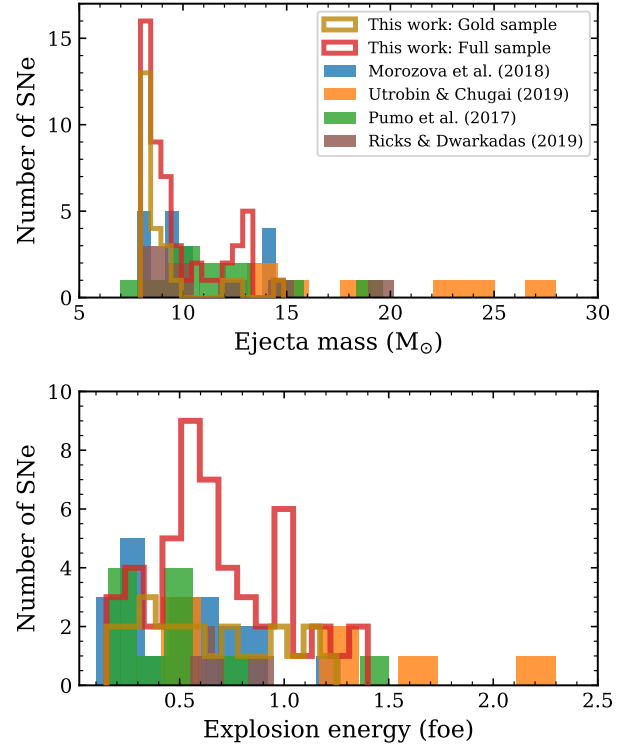 Number of SNe
15
10
5
0
This work: Gold sample
This work: Full sample
Morozova et al. (2018)
Utrobin & Chugai (2019)
Pumo et al. (2017)
Ricks & Dwarkadas (2019)
5 10 15 20 25 30
Ejecta mass (M☉)
Number of SNe
10
8
6
4
2
0
0.5 1.0 1.5 2.0 2.5
Explosion energy (foe)